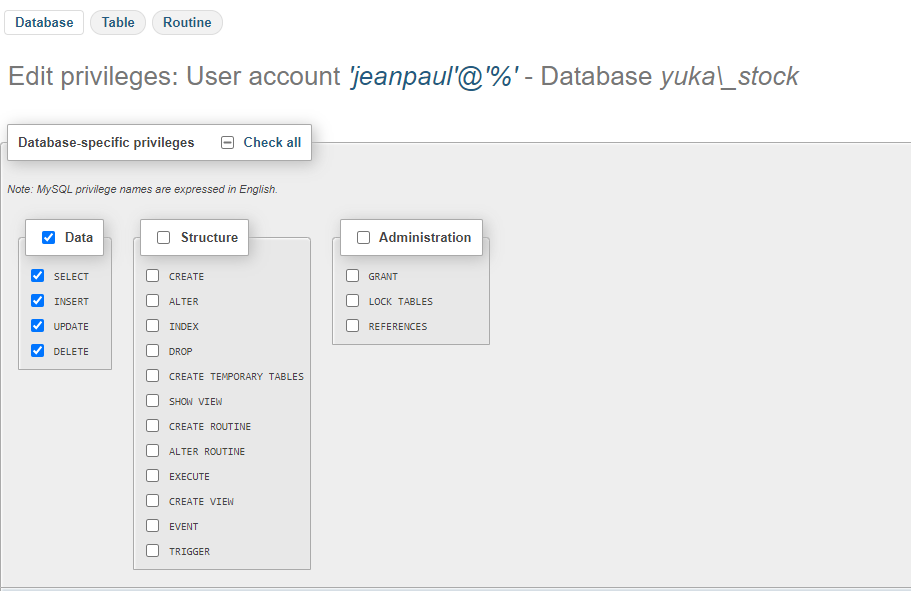 Database Table Routine
Edit privileges: User account 'jeanpaul'@'%' - Database yuka\_stock
Database-specific privileges Check all
Note: MySQL privilege names are expressed in English.
Data
SELECT
INSERT
UPDATE
DELETE
Structure
CREATE
ALTER
INDEX
DROP
CREATE TEMPORARY TABLES
SHOW VIEW
CREATE ROUTINE
ALTER ROUTINE
EXECUTE
CREATE VIEW
EVENT
TRIGGER
Administration
GRANT
LOCK TABLES
REFERENCES